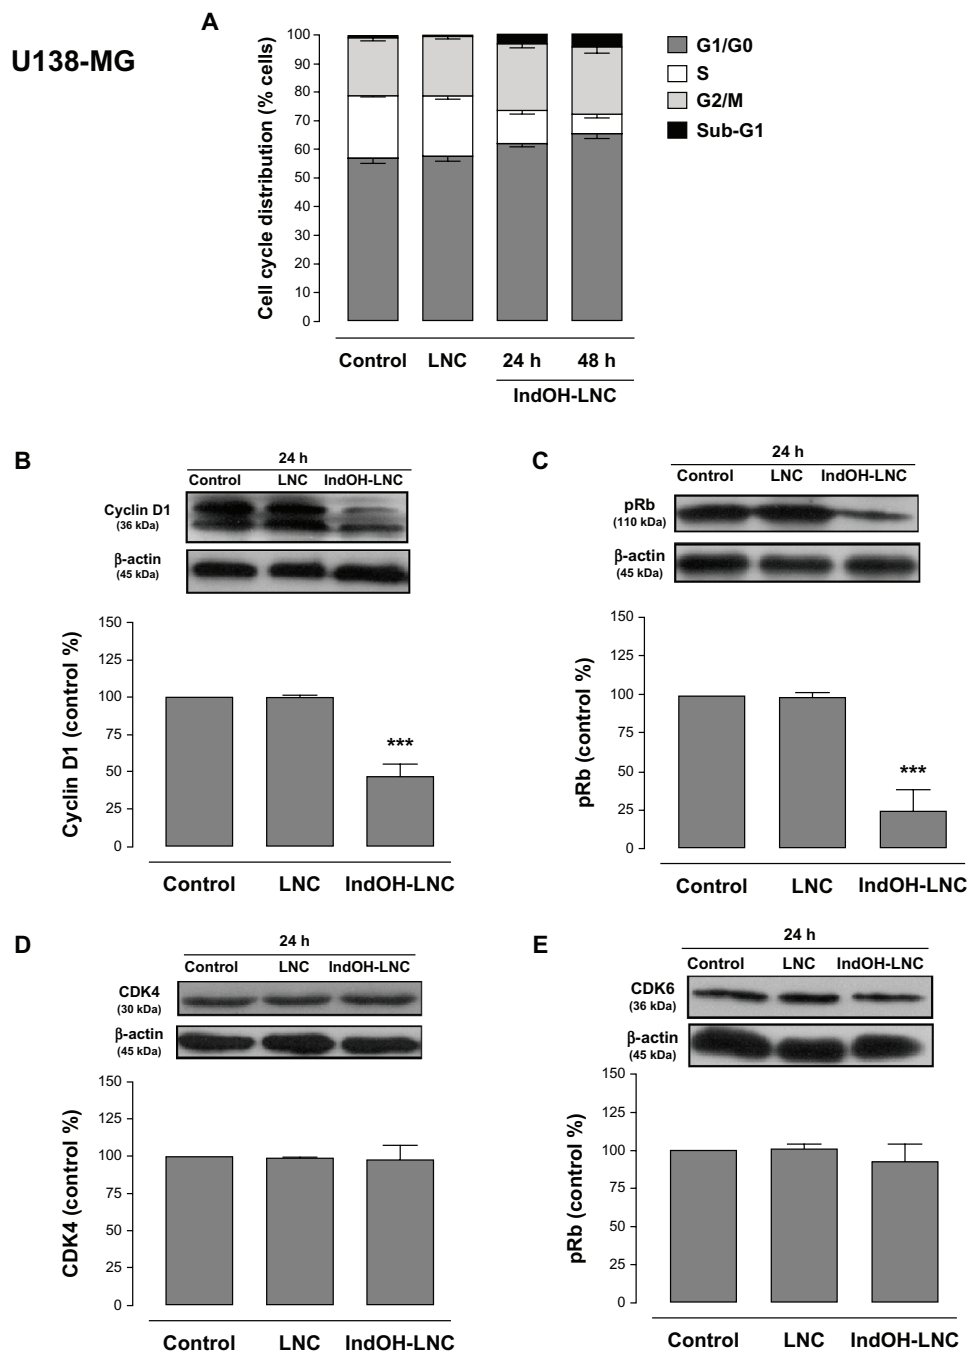 A
U138-MG
Cell cycle distribution (% cells)
100
90
80
70
60
50
40
30
20
10
0
G1/G0
S
G2/M
Sub-G1
Control LNC 24 h 48 h
IndOH-LNC
B
24 h
Control LNC IndOH-LNC
Cyclin D1
(36 kDa)
β-actin
(45 kDa)
Cyclin D1 (control %)
150
125
100
75
50
25
0
***
Control LNC IndOH-LNC
C
24 h
Control LNC IndOH-LNC
pRb
(110 kDa)
β-actin
(45 kDa)
pRb (control %)
150
125
100
75
50
25
0
***
Control LNC IndOH-LNC
D
24 h
Control LNC IndOH-LNC
CDK4
(30 kDa)
β-actin
(45 kDa)
CDK4 (control %)
150
125
100
75
50
25
0
Control LNC IndOH-LNC
E
24 h
Control LNC IndOH-LNC
CDK6
(36 kDa)
β-actin
(45 kDa)
pRb (control %)
150
125
100
75
50
25
0
Control LNC IndOH-LNC